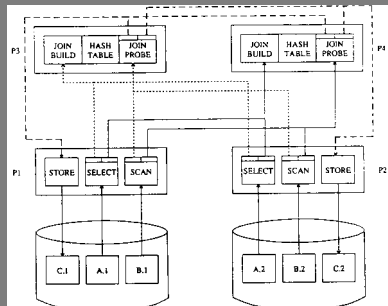 P3
JOIN BUILD
HASH TABLE
JOIN PROBE
JOIN BUILD
HASH TABLE
JOIN PROBE
P4
P1
STORE
SELECT
SCAN
SELECT
SCAN
STORE
P2
C.1
A.1
B.1
A.2
B.2
C.2